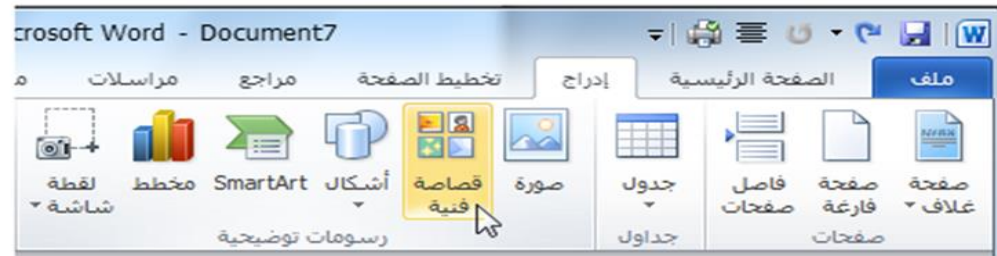 crosoft Word - Document7
ملف الصفحة الرئيسية إدراج تخطيط الصفحة مراجع مراسلات
صفحة غلاف
صفحة فارغة
فاصل صفحات
جدول
صورة
قصاصة فنية
أشكال
SmartArt
مخطط
لقطة شاشة
صفحات جداول رسومات توضيحية